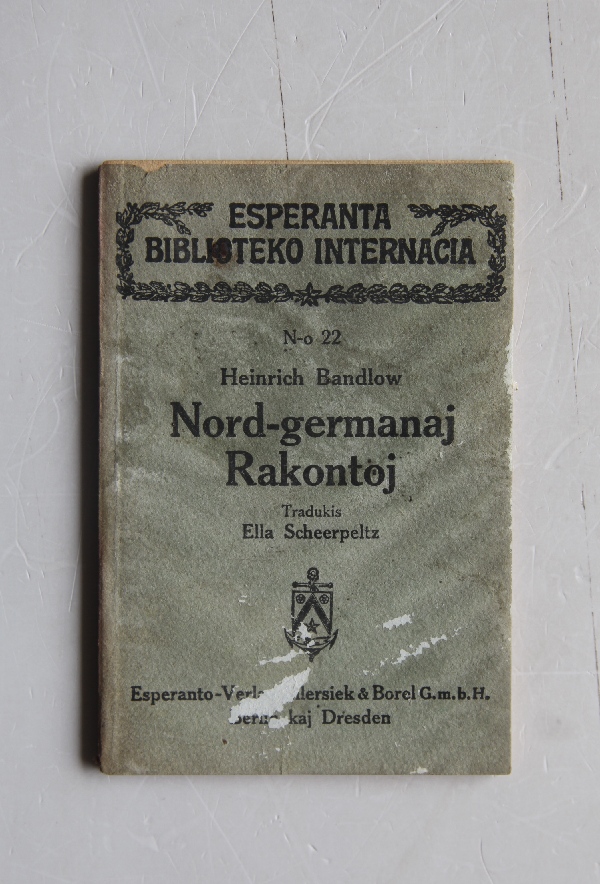 ESPERANTA
BIBLIOTEKO INTERNACIA
N-o 22
Heinrich Bandlow
Nord-germanaj
Rakontoj
Tradukis
Ella Scheerpeltz
& Borel G.m.b.H.
kaj Dresden